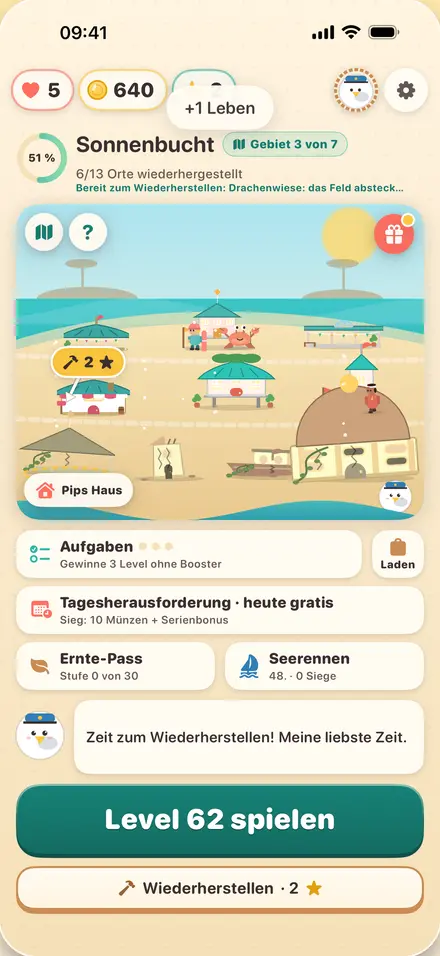 09:41
5
640
+1 Leben
51 %
Sonnenbucht
Gebiet 3 von 7
6/13 Orte wiederhergestellt
Bereit zum Wiederherstellen: Drachenwiese: das Feld absteck...
?
2
Pips Haus
Aufgaben
Gewinne 3 Level ohne Booster
Laden
Tagesherausforderung · heute gratis
Sieg: 10 Münzen + Serienbonus
Ernte-Pass
Stufe 0 von 30
Seerennen
48. · 0 Siege
Zeit zum Wiederherstellen! Meine liebste Zeit.
Level 62 spielen
Wiederherstellen · 2